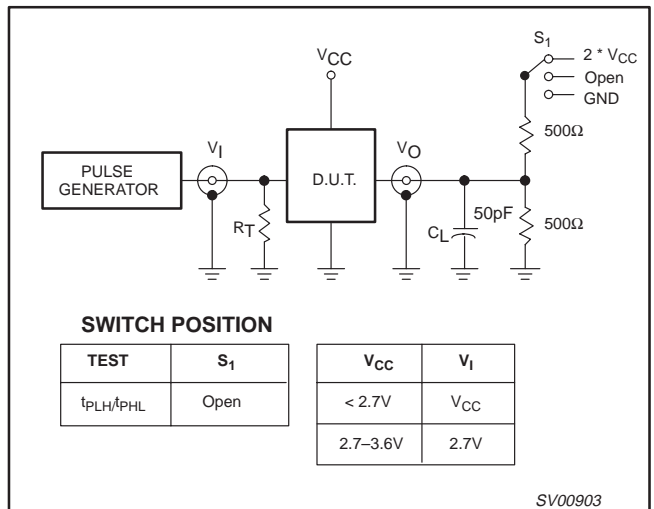 S1
2 * VCC
Open
GND
VCC
500Ω
VI
VO
PULSE
GENERATOR
D.U.T.
RT
50pF
CL
500Ω
SWITCH POSITION
TEST S1
tPLH/tPHL Open
VCC VI
< 2.7V VCC
2.7–3.6V 2.7V
SV00903